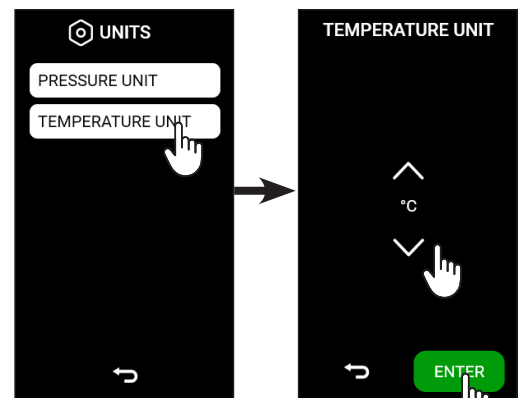 UNITS
PRESSURE UNIT
TEMPERATURE UNIT
TEMPERATURE UNIT
°C
ENTER